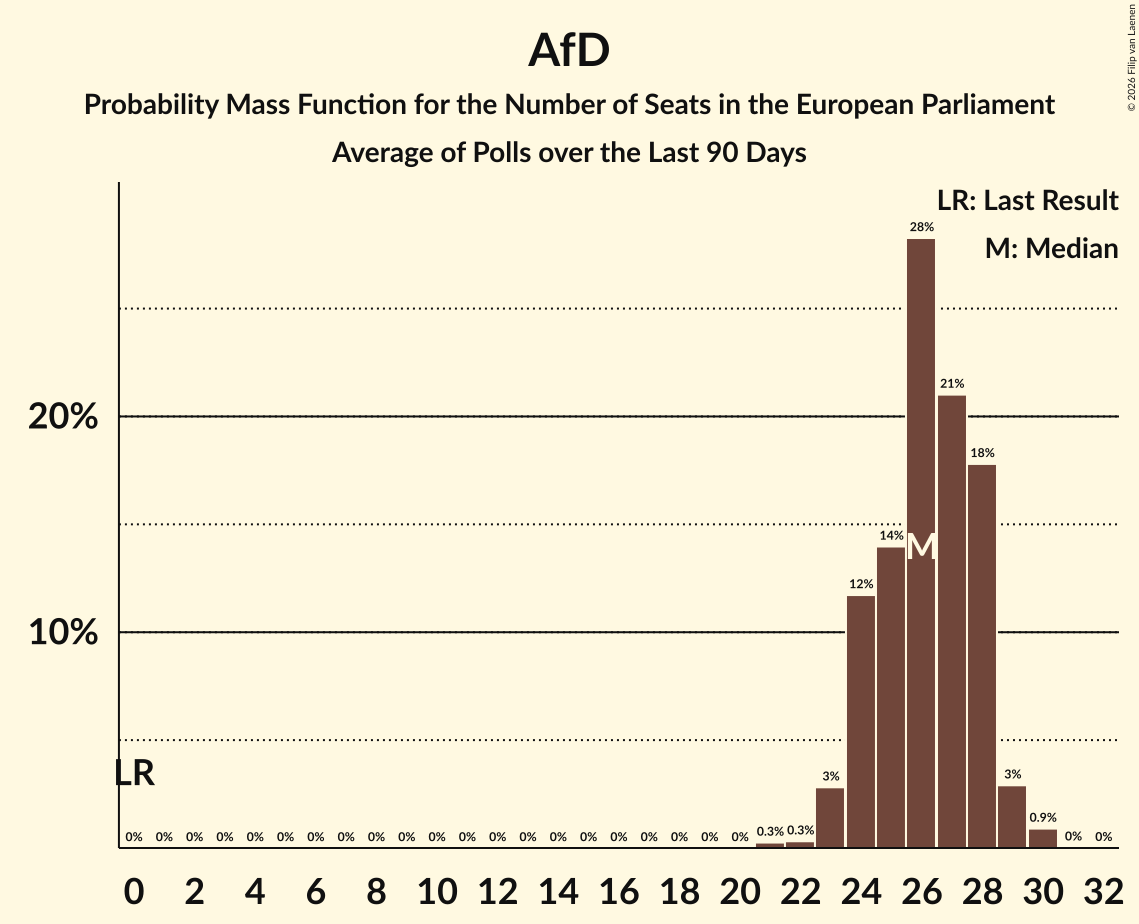 AfD
Probability Mass Function for the Number of Seats in the European Parliament
Average of Polls over the Last 90 Days
© 2026 Filip van Laenen
LR: Last Result
M: Median
28%
21%
20%
18%
14%
M
12%
10%
LR
3%
3%
0% 0% 0% 0% 0% 0% 0% 0% 0% 0% 0% 0% 0% 0% 0% 0% 0% 0% 0% 0% 0% 0.3% 0.3% 0.9% 0% 0%
0 2 4 6 8 10 12 14 16 18 20 22 24 26 28 30 32